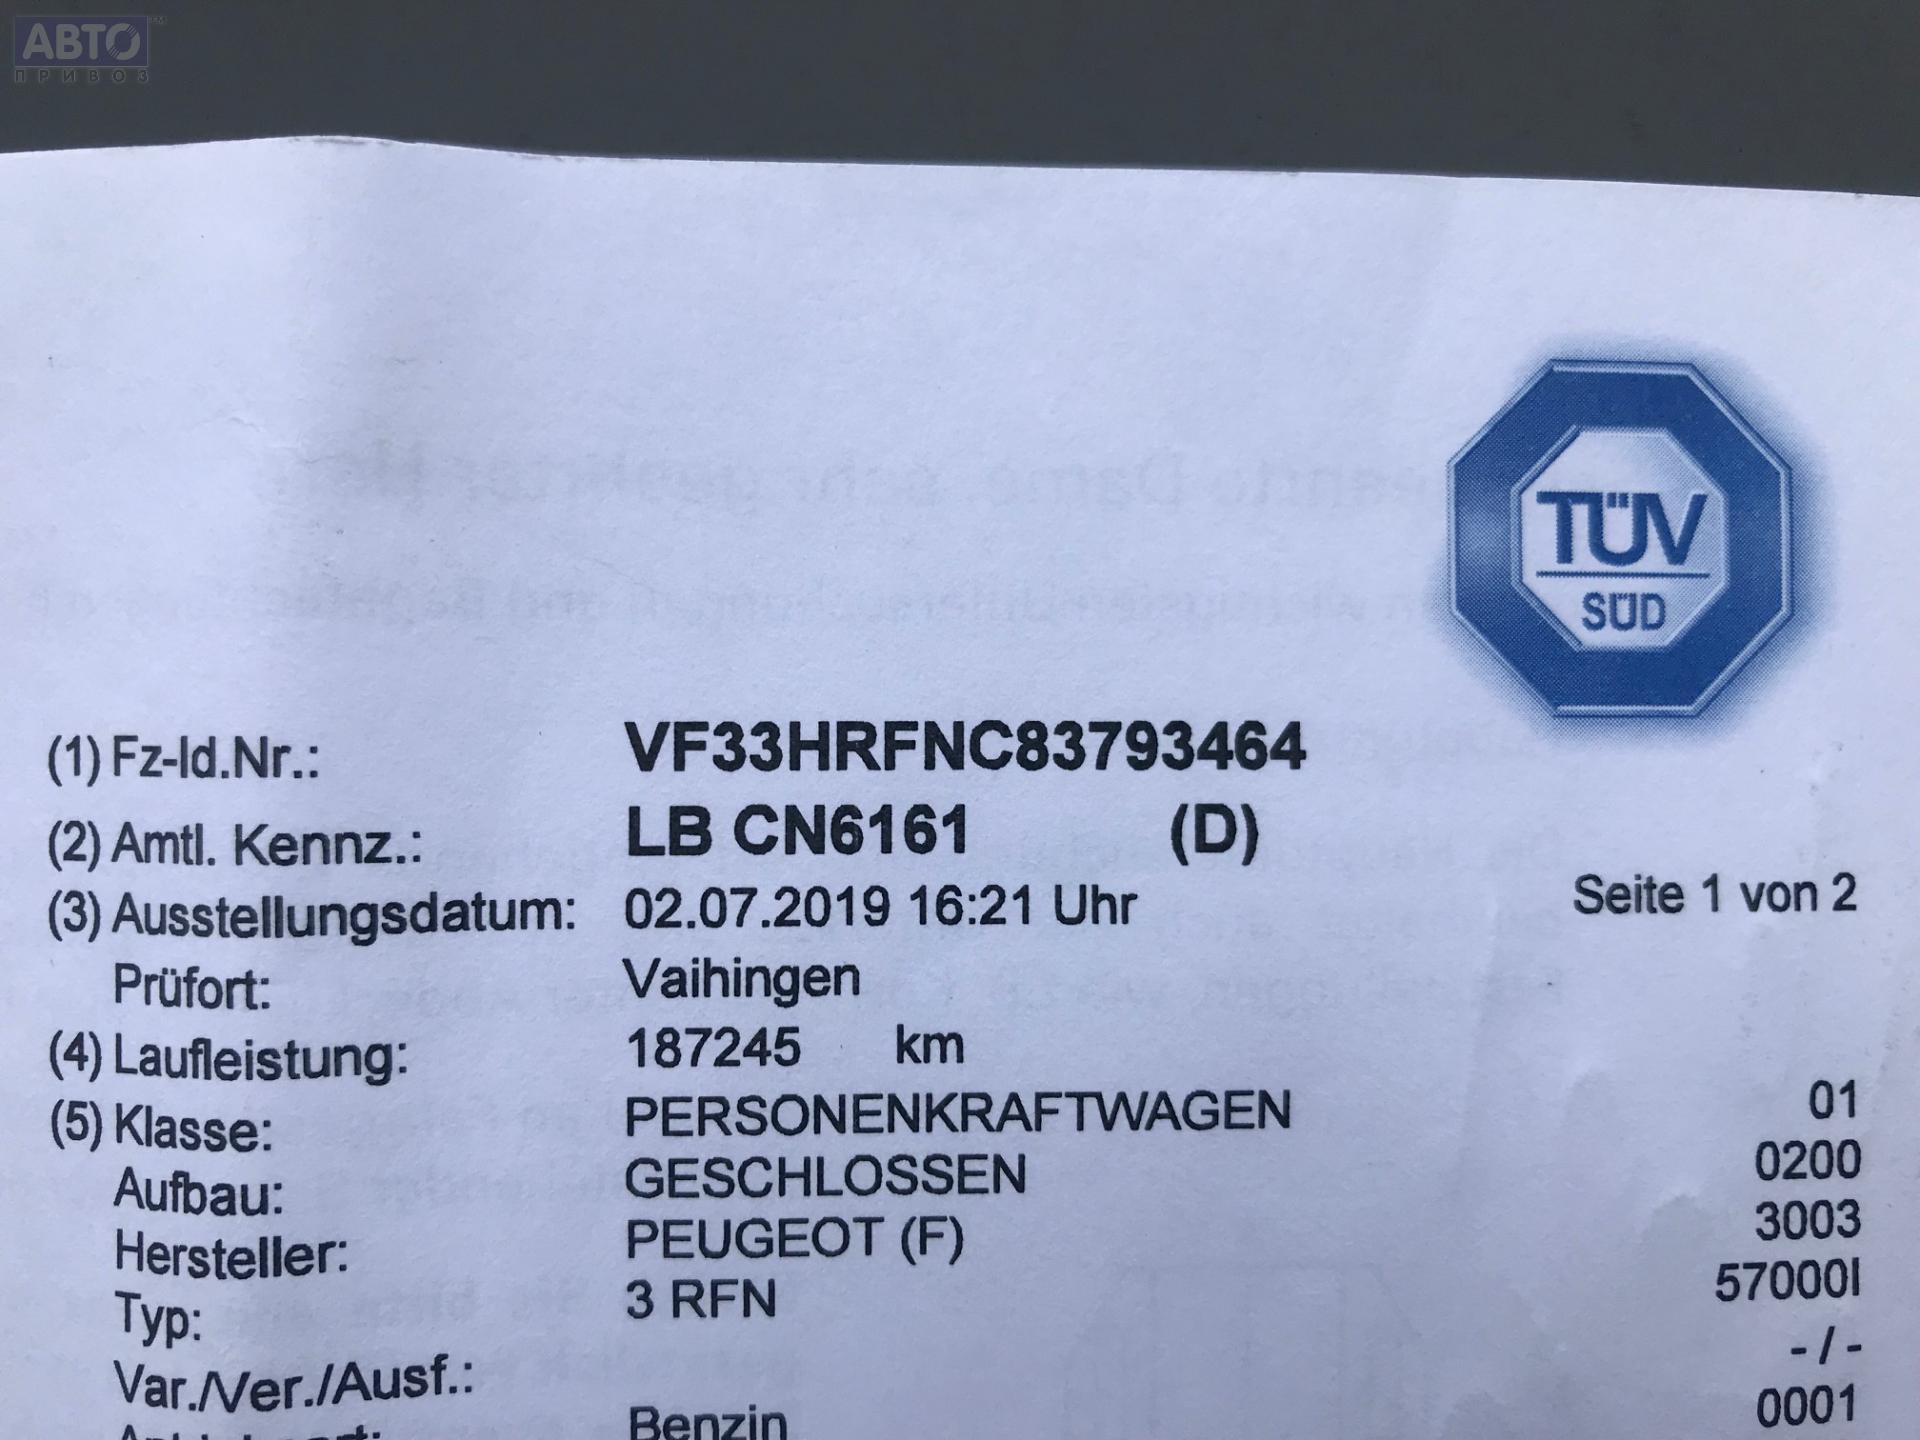 АВТО™
ПРИВОЗ
TÜV
SÜD
(1) Fz-Id.Nr.: VF33HRFNC83793464
(2) Amtl. Kennz.: LB CN6161 (D)
(3) Ausstellungsdatum: 02.07.2019 16:21 Uhr Seite 1 von 2
Prüfort: Vaihingen
(4) Laufleistung: 187245 km
(5) Klasse: PERSONENKRAFTWAGEN 01
Aufbau: GESCHLOSSEN 0200
Hersteller: PEUGEOT (F) 3003
Typ: 3 RFN 57000I
Var./Ver./Ausf.: - / -
Benzin 0001